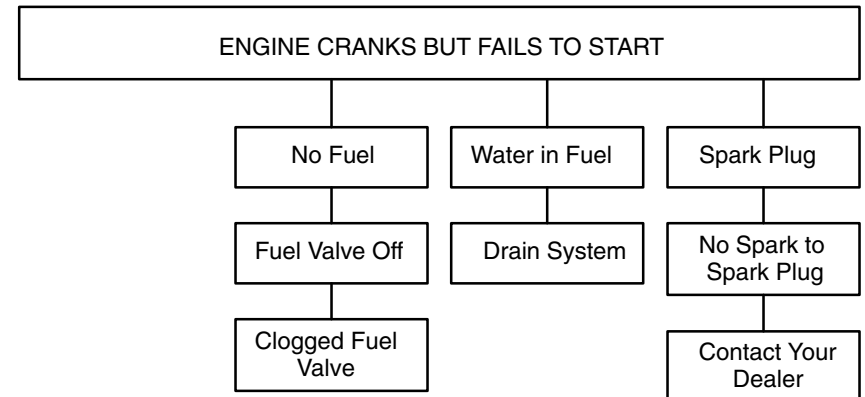 ENGINE CRANKS BUT FAILS TO START
No Fuel
Water in Fuel
Spark Plug
Fuel Valve Off
Drain System
No Spark to
Spark Plug
Clogged Fuel
Valve
Contact Your
Dealer